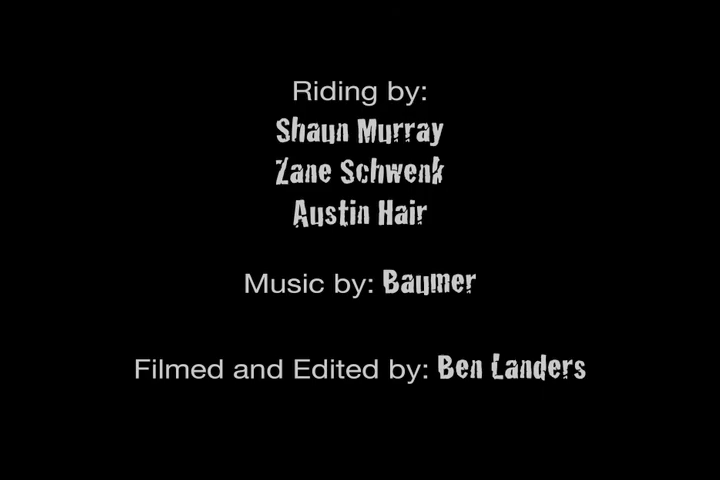 Riding by:
Shaun Murray
Zane Schwenk
Austin Hair
Music by: Baumer
Filmed and Edited by: Ben Landers